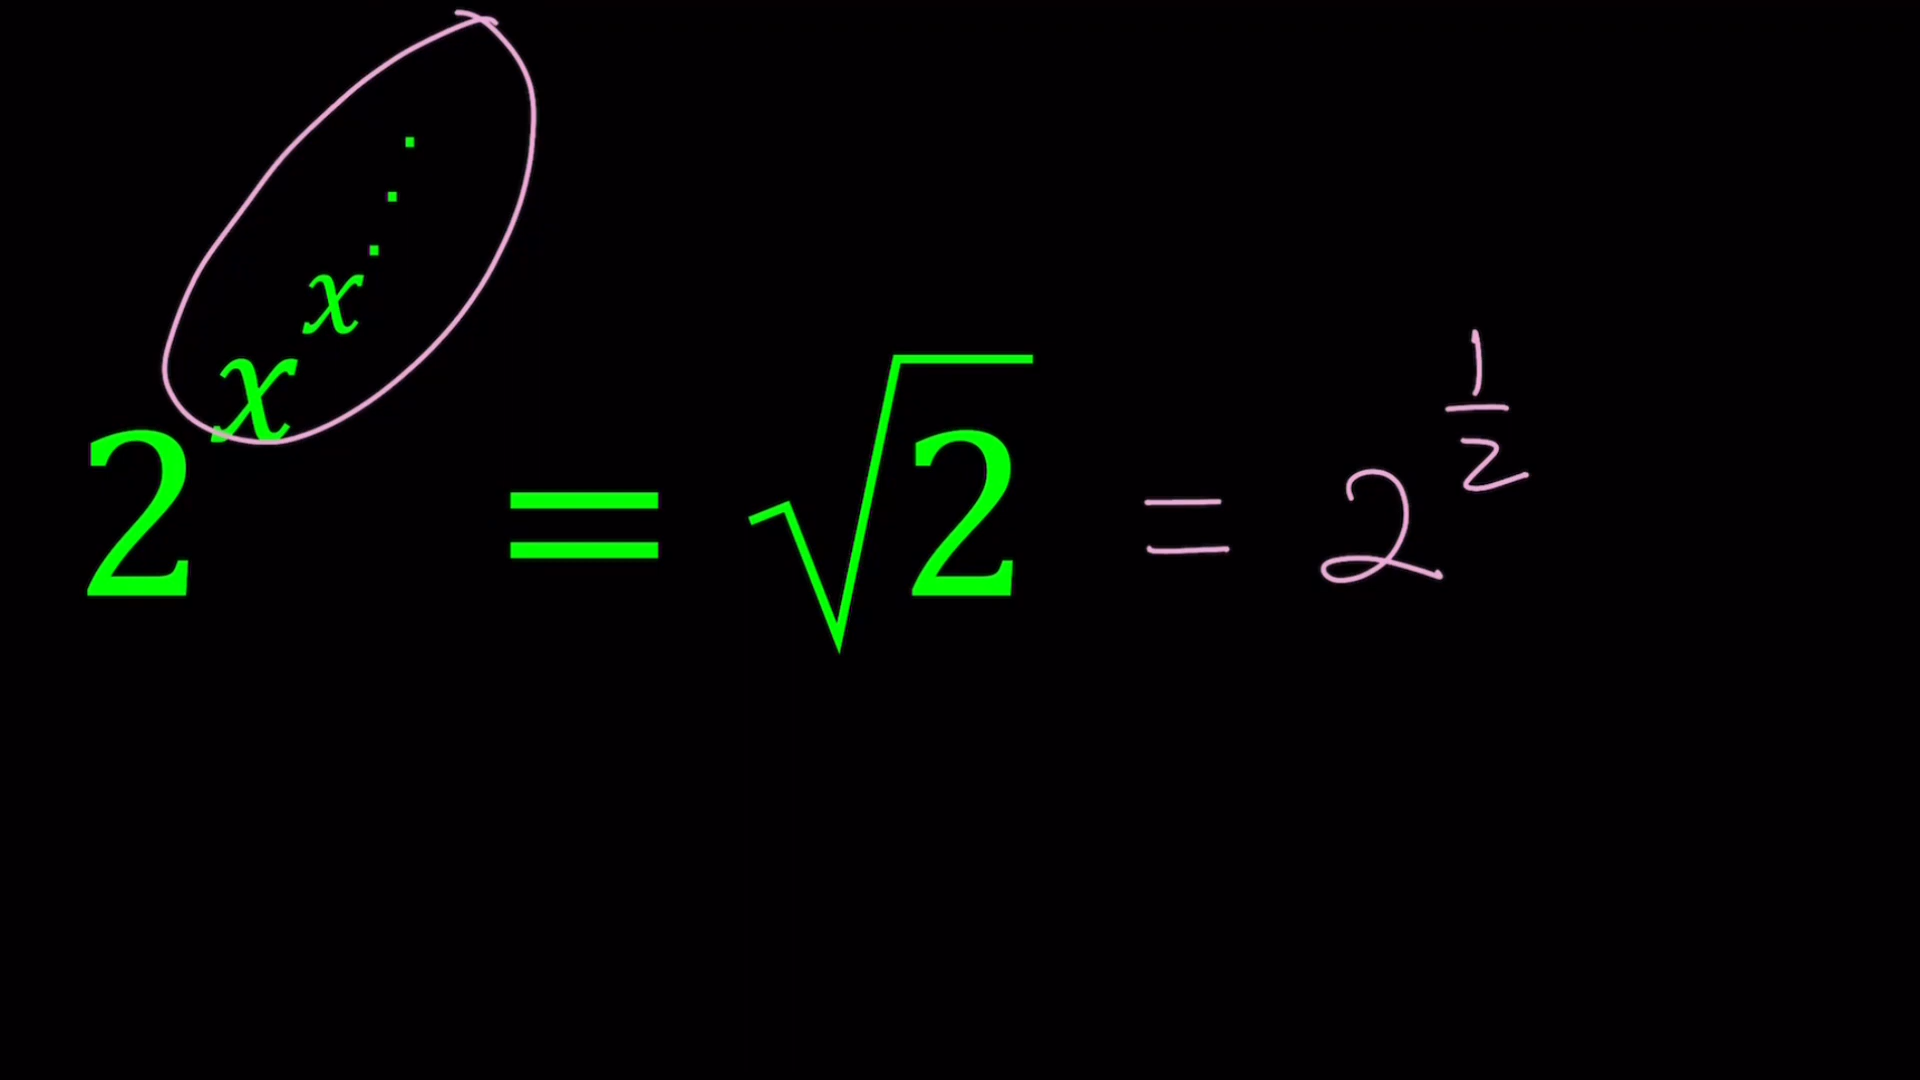 2^{x^{x^{⋰}}} = √2 = 2^{1/2}